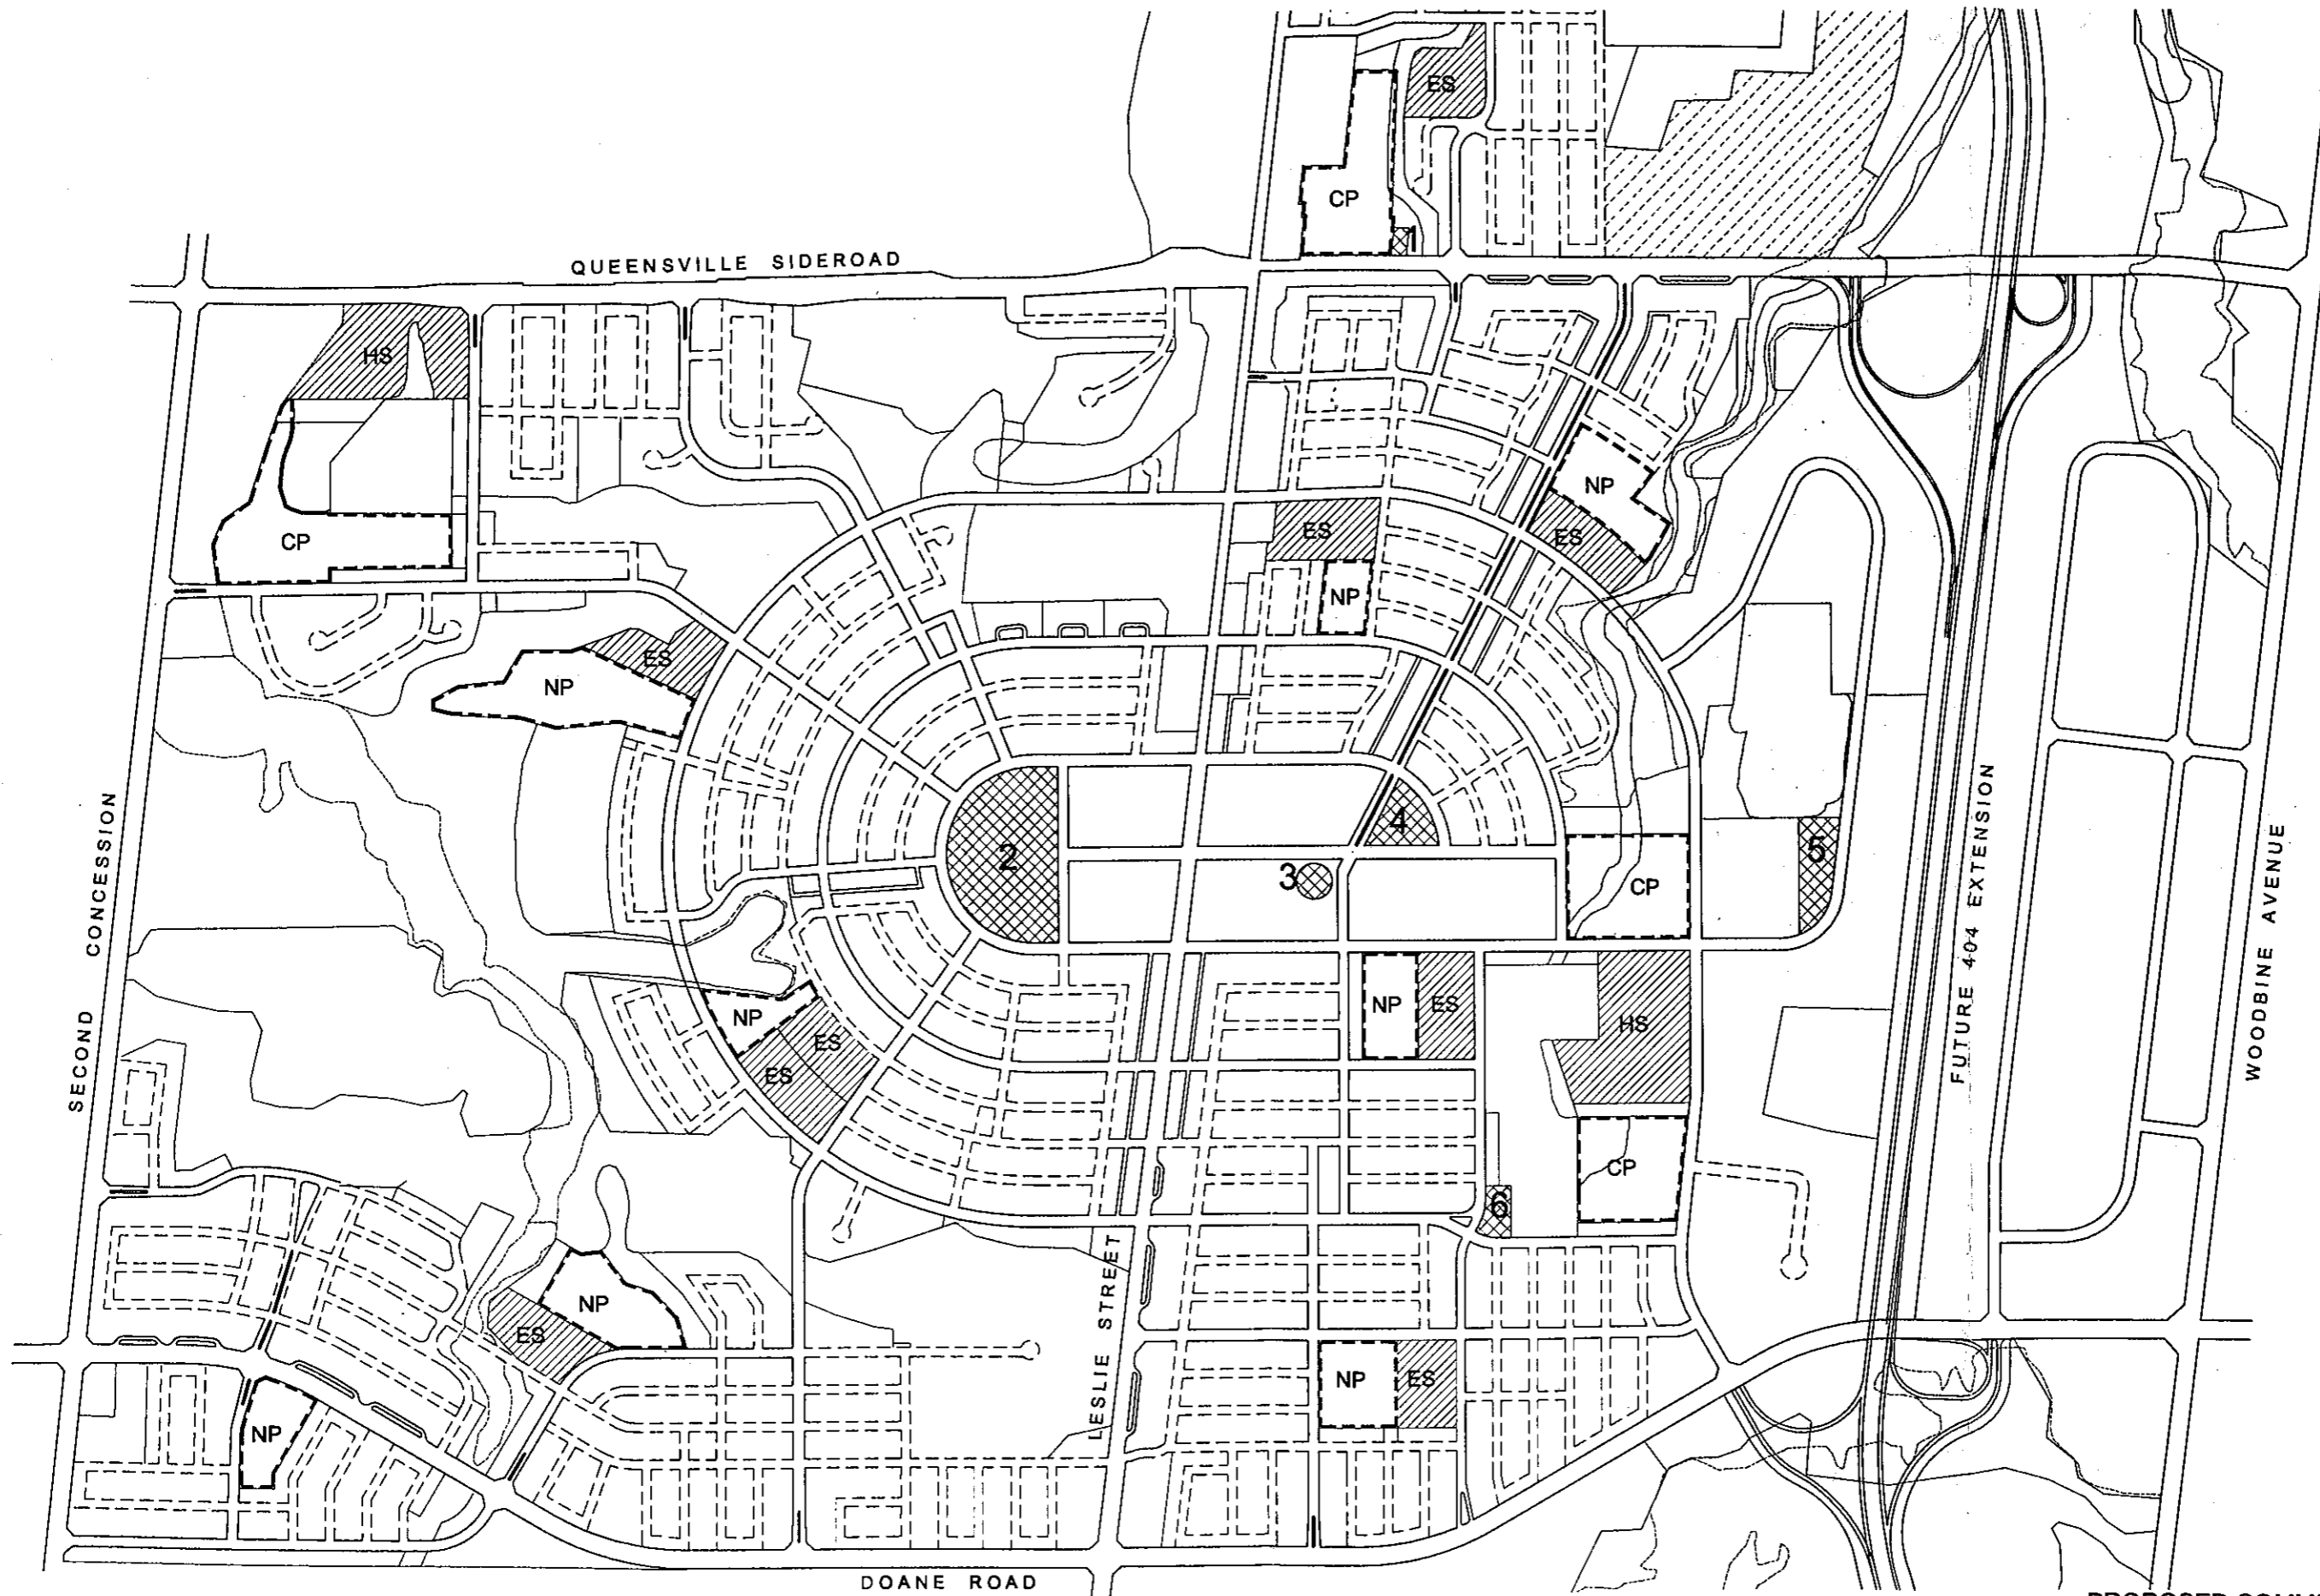 ES
CP
1
QUEENSVILLE SIDEROAD
HS
NP
ES
ES
CP
NP
ES
NP
4
5
2
3
CP
SECOND CONCESSION
FUTURE 404 EXTENSION
WOODBINE AVENUE
NP
ES
HS
NP
ES
ES
CP
6
LESLIE STREET
NP
ES
NP
ES
NP
DOANE ROAD